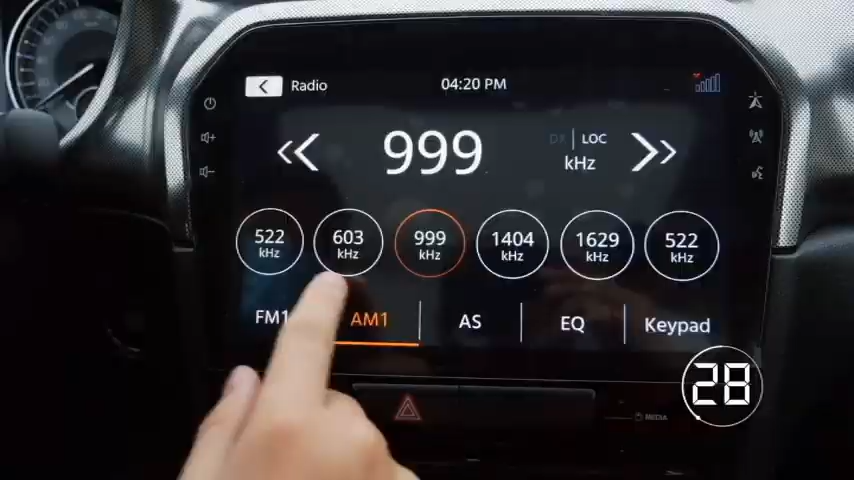 Radio
04:20 PM
999
DX | LOC
kHz
522 kHz
603 kHz
999 kHz
1404 kHz
1629 kHz
522 kHz
FM1
AM1
AS
EQ
Keypad
28
MEDIA